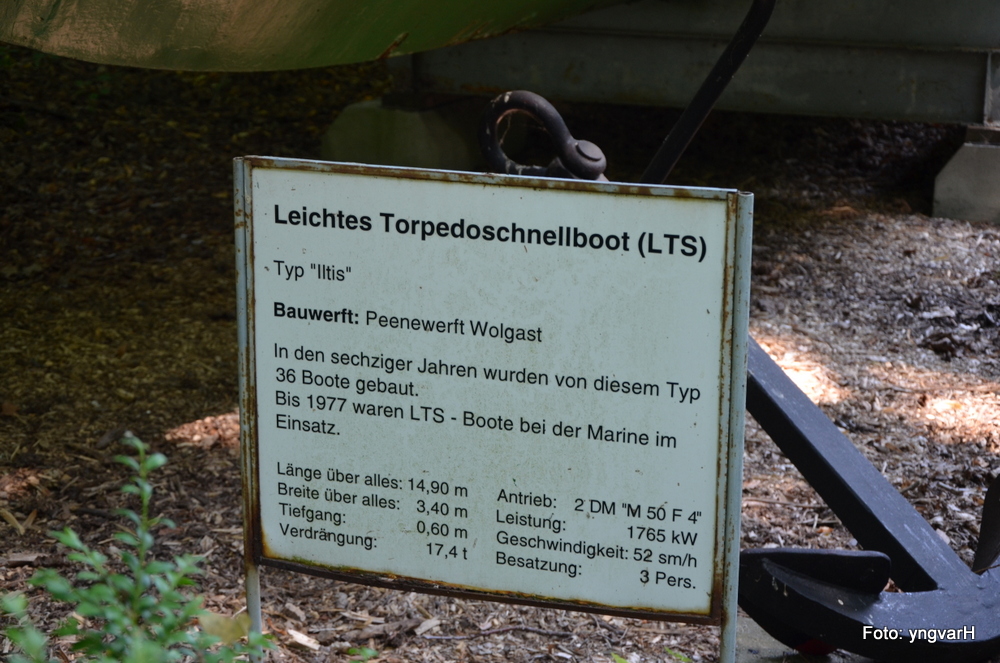 Leichtes Torpedoschnellboot (LTS)
Typ "Iltis"
Bauwerft: Peenewerft Wolgast
In den sechziger Jahren wurden von diesem Typ
36 Boote gebaut.
Bis 1977 waren LTS - Boote bei der Marine im
Einsatz.
Länge über alles: 14,90 m
Breite über alles: 3,40 m
Tiefgang: 0,60 m
Verdrängung: 17,4 t
Antrieb: 2 DM "M 50 F 4"
Leistung: 1765 kW
Geschwindigkeit: 52 sm/h
Besatzung: 3 Pers.
Foto: yngvarH